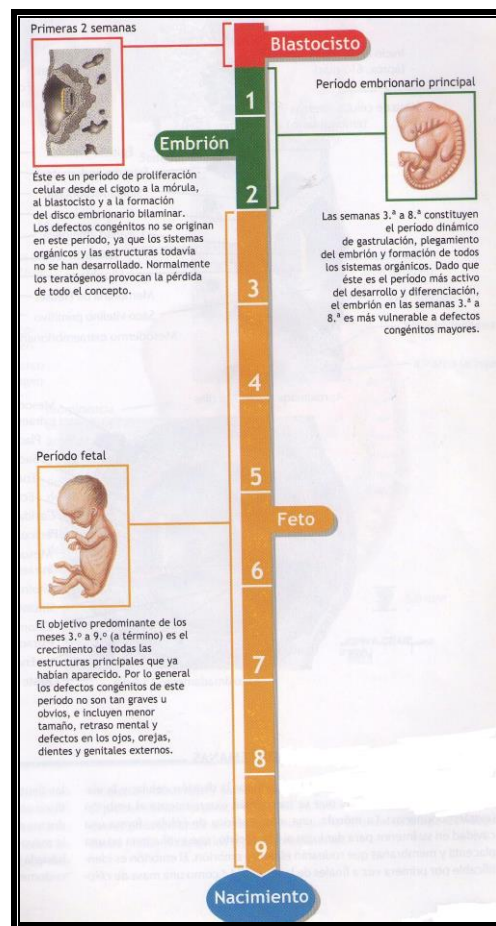 Primeras 2 semanas
Blastocisto
Éste es un período de proliferación
celular desde el cigoto a la mórula,
al blastocisto y a la formación
del disco embrionario bilaminar.
Los defectos congénitos no se originan
en este período, ya que los sistemas
orgánicos y las estructuras todavía
no se han desarrollado. Normalmente
los teratógenos provocan la pérdida
de todo el concepto.
Embrión
1
2
Período embrionario principal
Las semanas 3.ª a 8.ª constituyen
el período dinámico
de gastrulación, plegamiento
del embrión y formación de todos
los sistemas orgánicos. Dado que
éste es el período más activo
del desarrollo y diferenciación,
el embrión en las semanas 3.ª a
8.ª es más vulnerable a defectos
congénitos mayores.
3
4
5
Período fetal
Feto
El objetivo predominante de los
meses 3.º a 9.º (a término) es el
crecimiento de todas las
estructuras principales que ya
habían aparecido. Por lo general
los defectos congénitos de este
período no son tan graves u
obvios, e incluyen menor
tamaño, retraso mental y
defectos en los ojos, orejas,
dientes y genitales externos.
6
7
8
9
Nacimiento